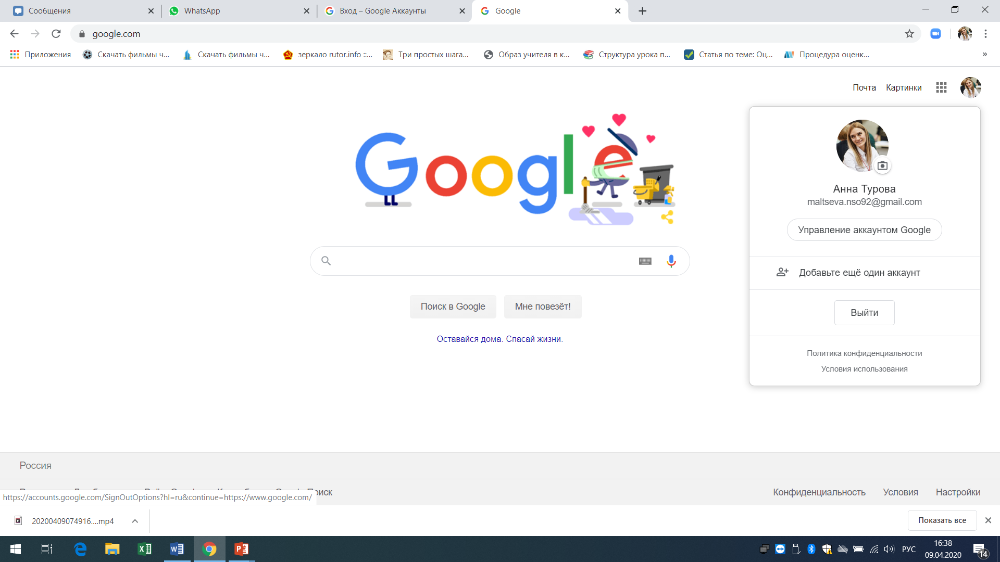 Сообщения
WhatsApp
Вход – Google Аккаунты
Google
google.com
Приложения
Скачать фильмы ч...
Скачать фильмы ч...
зеркало rutor.info ::...
Три простых шага...
Образ учителя в к...
Структура урока п...
Статья по теме: Оц...
Процедура оценк...
»
Почта Картинки
Google
Анна Турова
maltseva.nso92@gmail.com
Управление аккаунтом Google
Добавьте ещё один аккаунт
Выйти
Политика конфиденциальности
Условия использования
Поиск в Google
Мне повезёт!
Оставайся дома. Спасай жизни.
Россия
Поиск
Конфиденциальность Условия Настройки
https://accounts.google.com/SignOutOptions?hl=ru&continue=https://www.google.com/
20200409074916....mp4
Показать все
РУС
16:38
09.04.2020
14